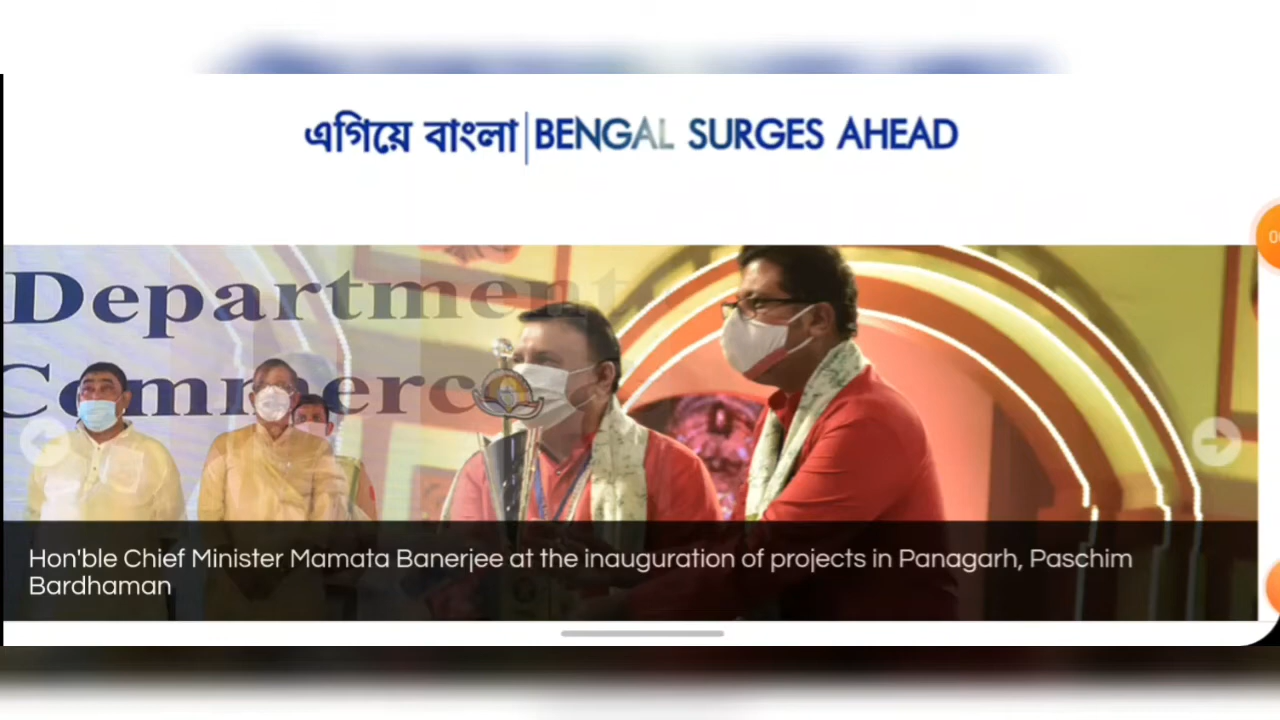 এগিয়ে বাংলা BENGAL SURGES AHEAD
Department
Commerce
Hon'ble Chief Minister Mamata Banerjee at the inauguration of projects in Panagarh, Paschim
Bardhaman